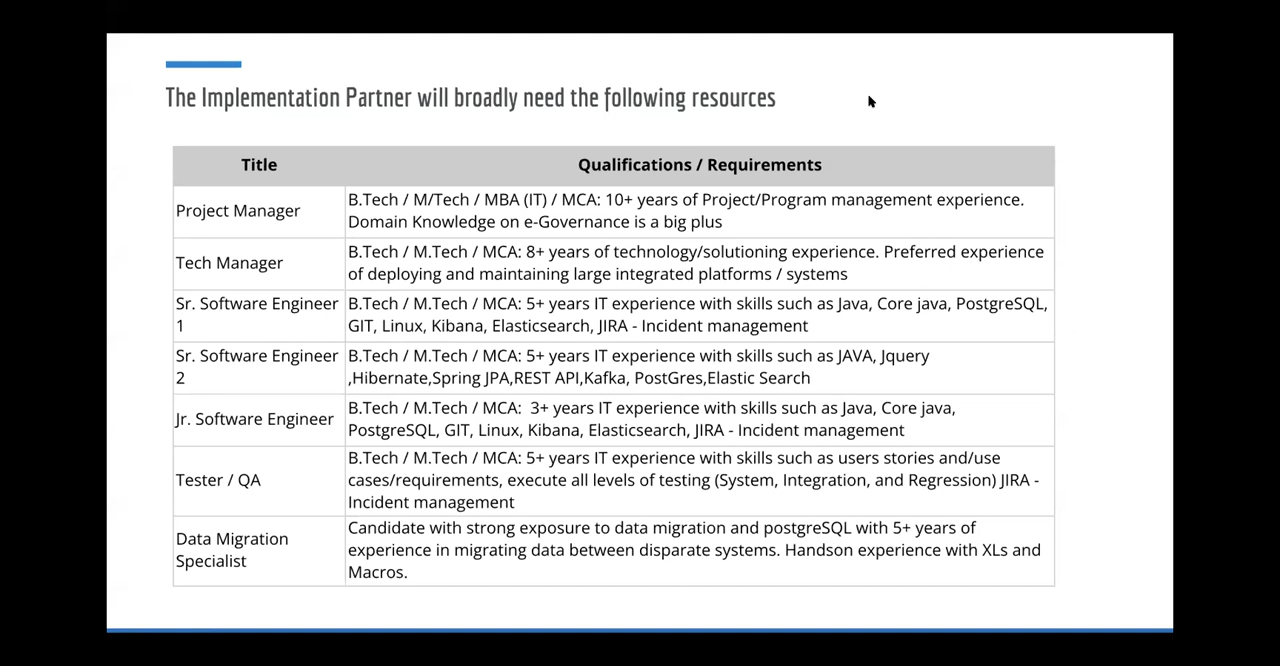 The Implementation Partner will broadly need the following resources
Title
Qualifications / Requirements
Project Manager
B.Tech / M/Tech / MBA (IT) / MCA: 10+ years of Project/Program management experience.
Domain Knowledge on e-Governance is a big plus
Tech Manager
B.Tech / M.Tech / MCA: 8+ years of technology/solutioning experience. Preferred experience
of deploying and maintaining large integrated platforms / systems
Sr. Software Engineer
1
B.Tech / M.Tech / MCA: 5+ years IT experience with skills such as Java, Core java, PostgreSQL,
GIT, Linux, Kibana, Elasticsearch, JIRA - Incident management
Sr. Software Engineer
2
B.Tech / M.Tech / MCA: 5+ years IT experience with skills such as JAVA, Jquery
,Hibernate,Spring JPA,REST API,Kafka, PostGres,Elastic Search
Jr. Software Engineer
B.Tech / M.Tech / MCA:  3+ years IT experience with skills such as Java, Core java,
PostgreSQL, GIT, Linux, Kibana, Elasticsearch, JIRA - Incident management
Tester / QA
B.Tech / M.Tech / MCA: 5+ years IT experience with skills such as users stories and/use
cases/requirements, execute all levels of testing (System, Integration, and Regression) JIRA -
Incident management
Data Migration
Specialist
Candidate with strong exposure to data migration and postgreSQL with 5+ years of
experience in migrating data between disparate systems. Handson experience with XLs and
Macros.